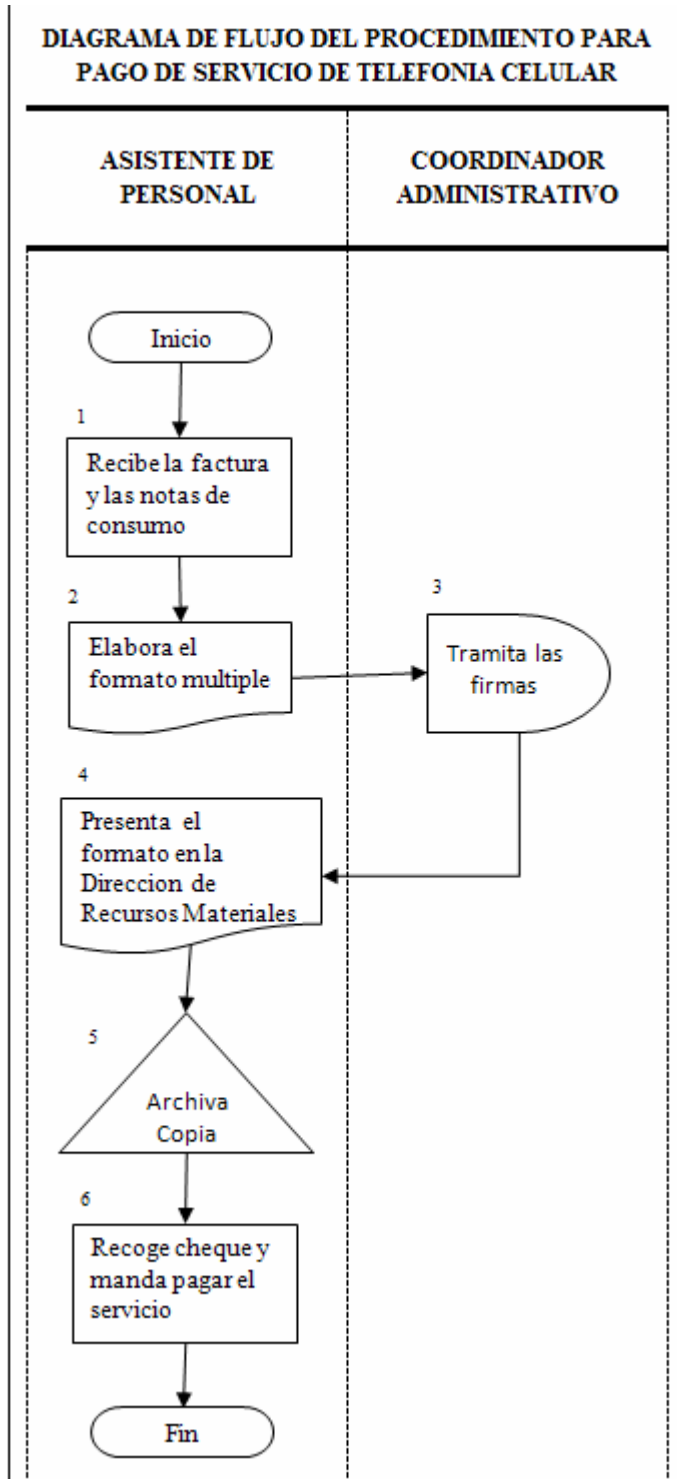 DIAGRAMA DE FLUJO DEL PROCEDIMIENTO PARA
PAGO DE SERVICIO DE TELEFONIA CELULAR
ASISTENTE DE
PERSONAL
COORDINADOR
ADMINISTRATIVO
Inicio
1
Recibe la factura
y las notas de
consumo
2
Elabora el
formato multiple
3
Tramita las
firmas
4
Presenta el
formato en la
Direccion de
Recursos Materiales
5
Archiva
Copia
6
Recoge cheque y
manda pagar el
servicio
Fin